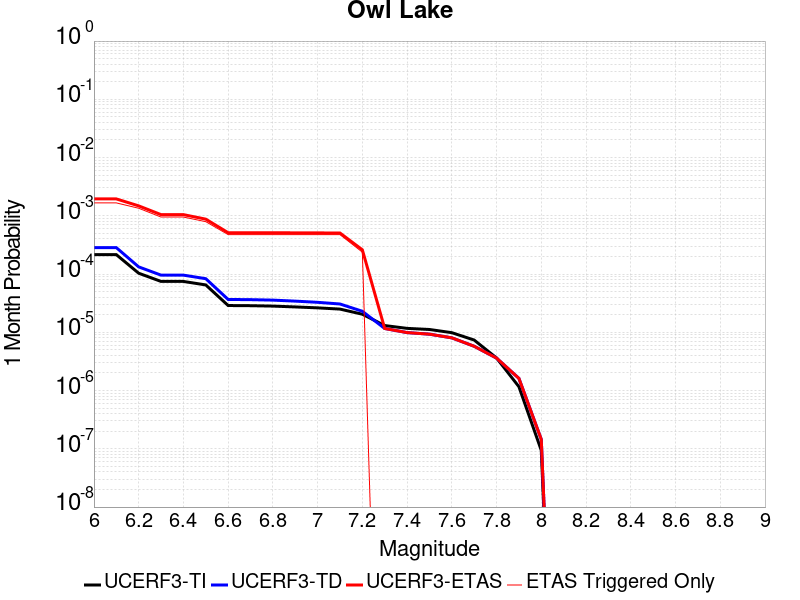 Owl Lake
10^0
10^-1
10^-2
10^-3
10^-4
10^-5
10^-6
10^-7
10^-8
1 Month Probability
6 6.2 6.4 6.6 6.8 7 7.2 7.4 7.6 7.8 8 8.2 8.4 8.6 8.8 9
Magnitude
UCERF3-TI UCERF3-TD UCERF3-ETAS ETAS Triggered Only